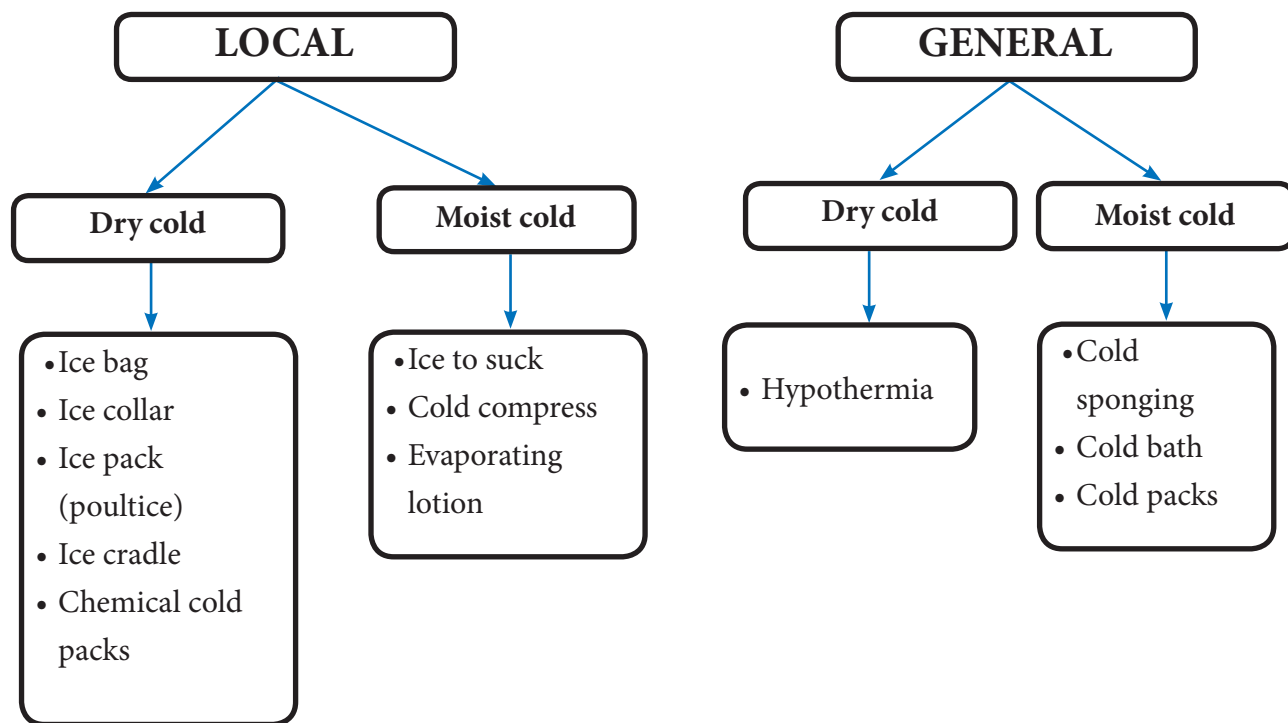 LOCAL
Dry cold
Moist cold
•Ice bag
• Ice collar
• Ice pack
(poultice)
• Ice cradle
• Chemical cold
packs
•Ice to suck
• Cold compress
• Evaporating
lotion
GENERAL
Dry cold
Moist cold
• Hypothermia
•Cold
sponging
• Cold bath
• Cold packs